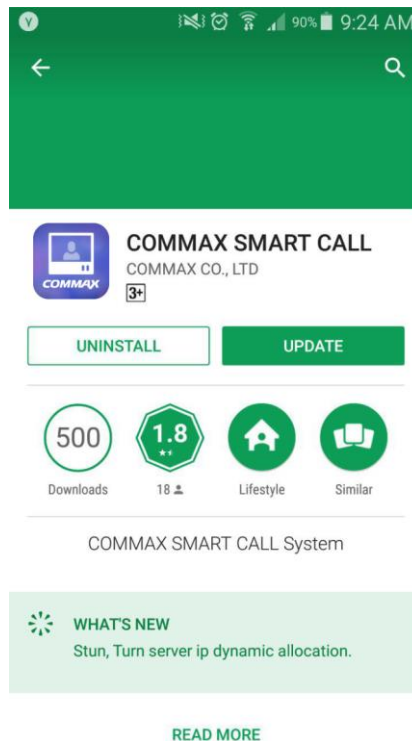 Y 90% 9:24 AM
COMMAX SMART CALL
COMMAX CO., LTD
3+
COMMAX
UNINSTALL UPDATE
500 1.8
Downloads 18 Lifestyle Similar
COMMAX SMART CALL System
WHAT'S NEW
Stun, Turn server ip dynamic allocation.
READ MORE